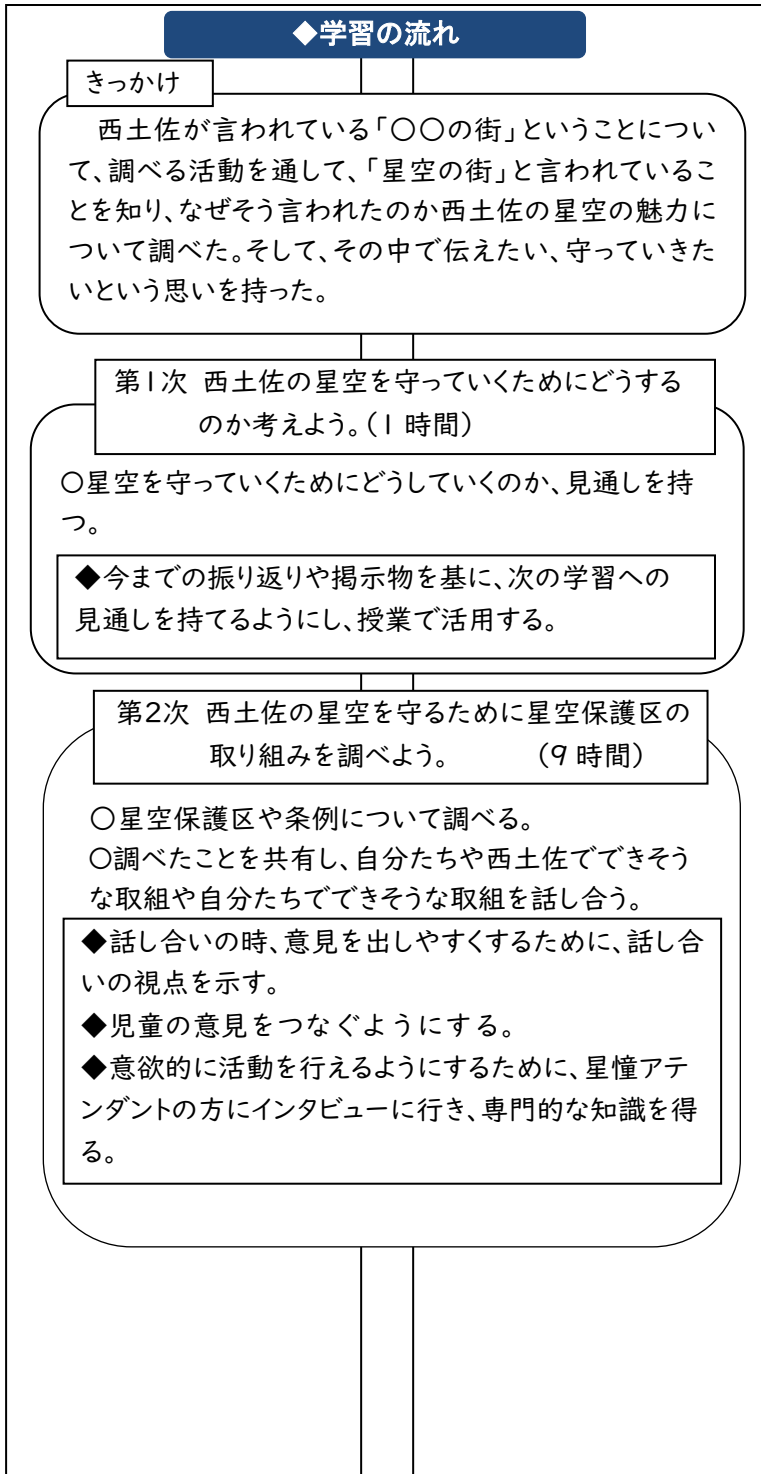 ◆学習の流れ
きっかけ
西土佐が言われている「〇〇の街」ということについ
て、調べる活動を通して、「星空の街」と言われているこ
とを知り、なぜそう言われたのか西土佐の星空の魅力に
ついて調べた。そして、その中で伝えたい、守っていきた
いという思いを持った。
第1次 西土佐の星空を守っていくためにどうする
のか考えよう。(1時間)
〇星空を守っていくためにどうしていくのか、見通しを持
つ。
◆今までの振り返りや掲示物を基に、次の学習への
見通しを持てるようにし、授業で活用する。
第2次 西土佐の星空を守るために星空保護区の
取り組みを調べよう。 (9時間)
〇星空保護区や条例について調べる。
〇調べたことを共有し、自分たちや西土佐でできそう
な取組や自分たちでできそうな取組を話し合う。
◆話し合いの時、意見を出しやすくするために、話し合
いの視点を示す。
◆児童の意見をつなぐようにする。
◆意欲的に活動を行えるようにするために、星憧アテ
ンダントの方にインタビューに行き、専門的な知識を得
る。